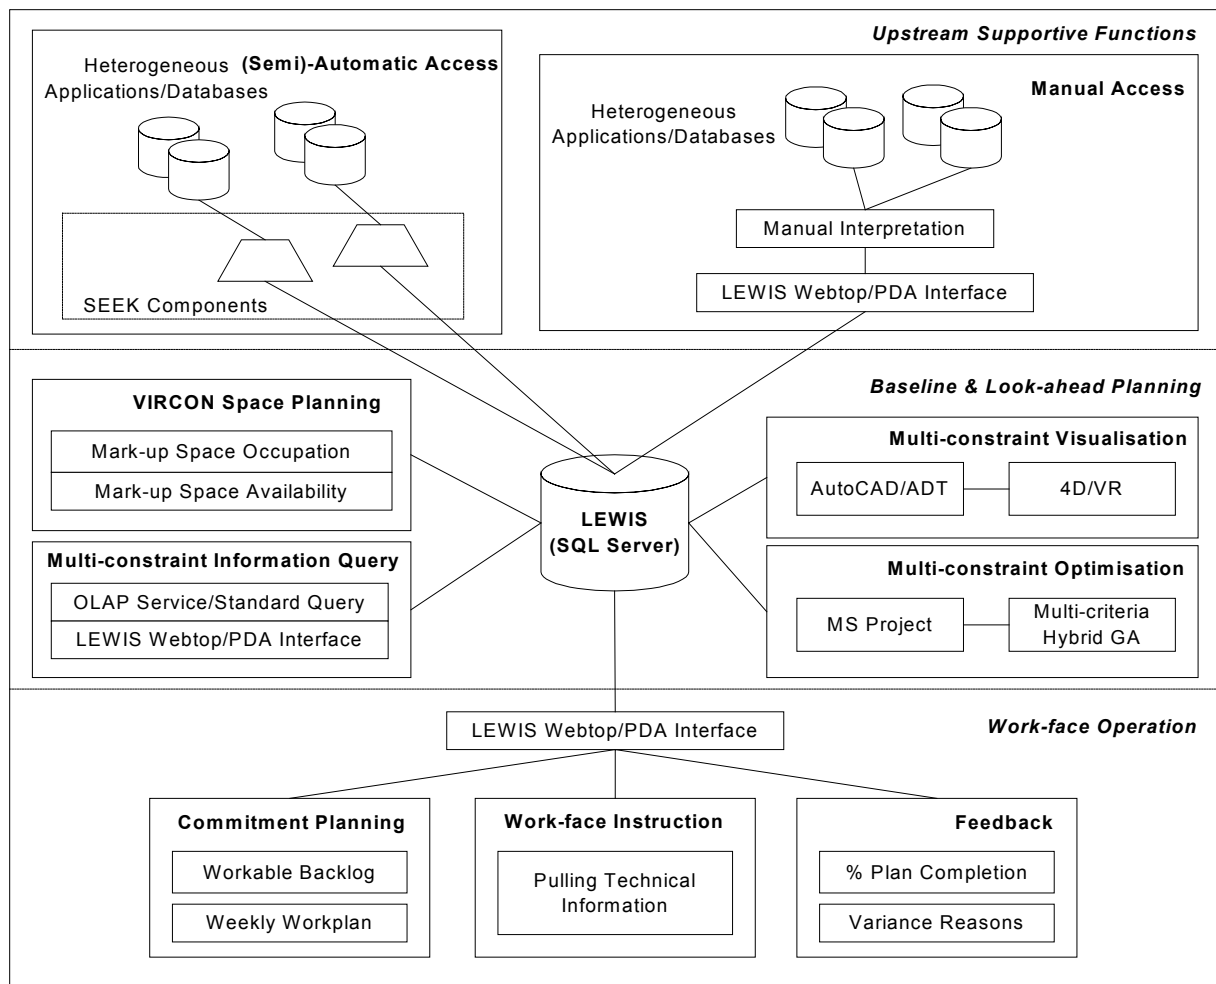 Upstream Supportive Functions
(Semi)-Automatic Access
Heterogeneous
Applications/Databases
SEEK Components
Manual Access
Heterogeneous
Applications/Databases
Manual Interpretation
LEWIS Webtop/PDA Interface
Baseline & Look-ahead Planning
VIRCON Space Planning
Mark-up Space Occupation
Mark-up Space Availability
Multi-constraint Information Query
OLAP Service/Standard Query
LEWIS Webtop/PDA Interface
LEWIS
(SQL Server)
Multi-constraint Visualisation
AutoCAD/ADT
4D/VR
Multi-constraint Optimisation
MS Project
Multi-criteria
Hybrid GA
Work-face Operation
LEWIS Webtop/PDA Interface
Commitment Planning
Workable Backlog
Weekly Workplan
Work-face Instruction
Pulling Technical
Information
Feedback
% Plan Completion
Variance Reasons